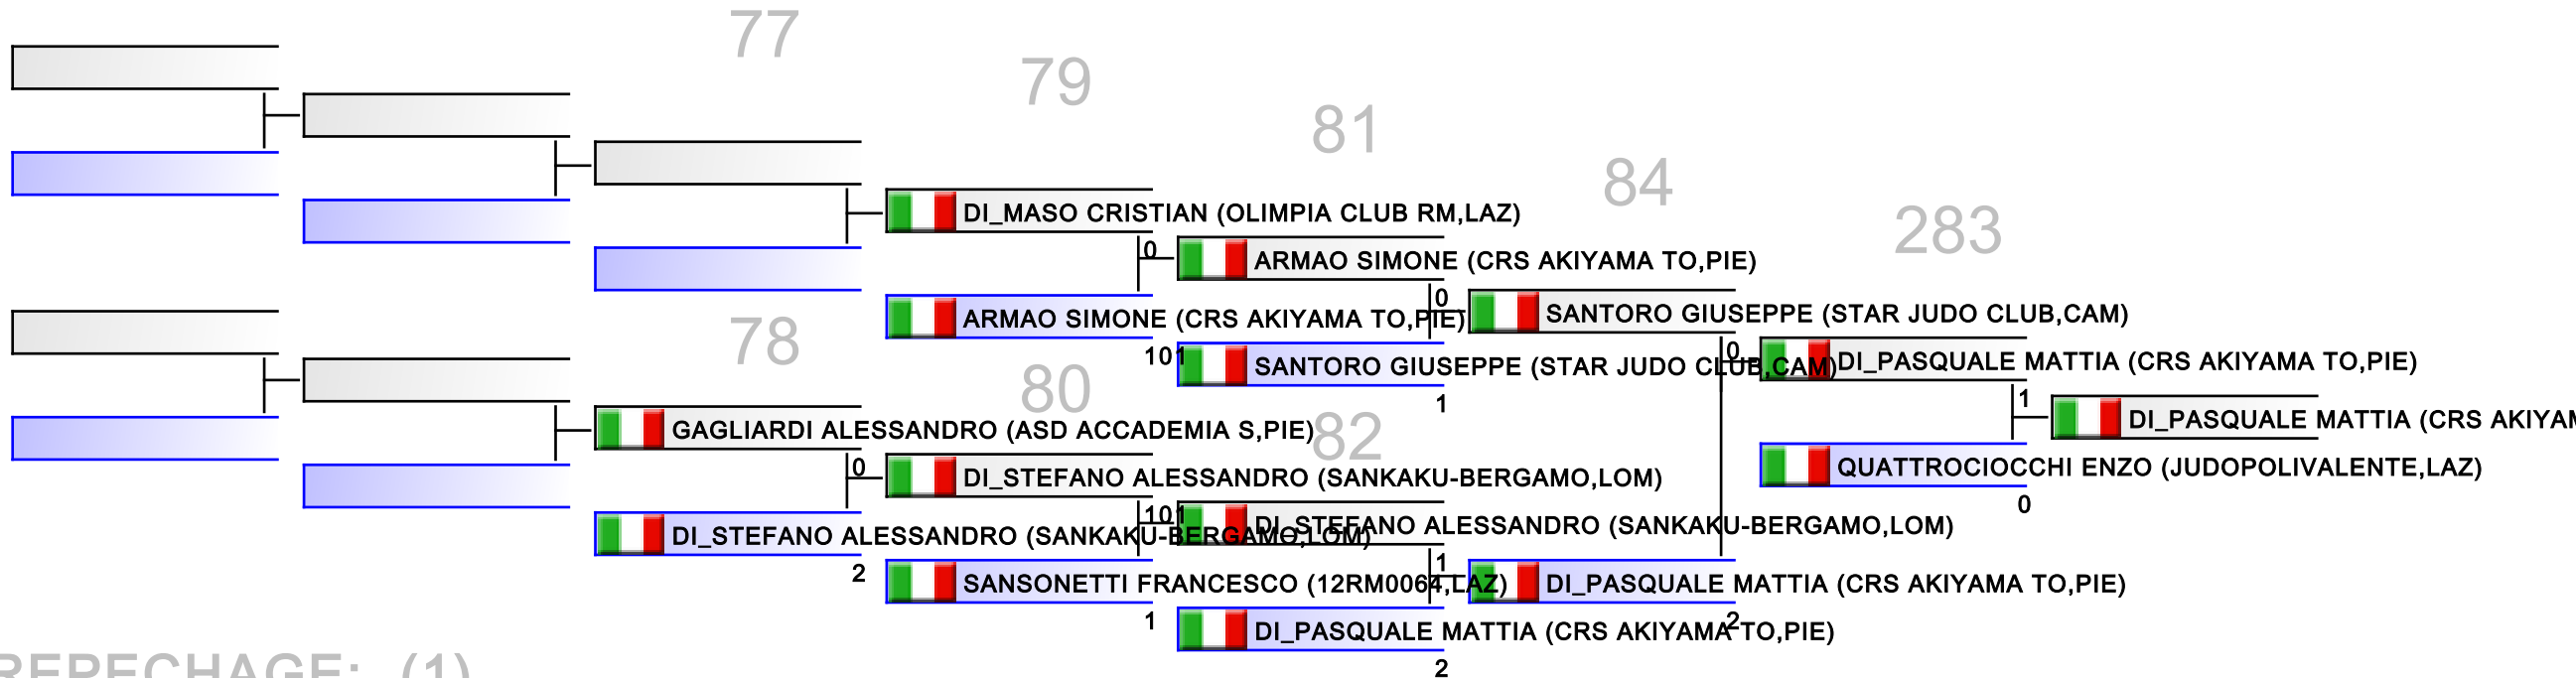 77
79
81
84
283
DI_MASO CRISTIAN (OLIMPIA CLUB RM,LAZ)
0
ARMAO SIMONE (CRS AKIYAMA TO,PIE)
0
ARMAO SIMONE (CRS AKIYAMA TO,PIE)
101
SANTORO GIUSEPPE (STAR JUDO CLUB,CAM)
0
SANTORO GIUSEPPE (STAR JUDO CLUB,CAM)
1
DI_PASQUALE MATTIA (CRS AKIYAMA TO,PIE)
1
DI_PASQUALE MATTIA (CRS AKIYAM
QUATTROCIOCCHI ENZO (JUDOPOLIVALENTE,LAZ)
0
78
80
82
GAGLIARDI ALESSANDRO (ASD ACCADEMIA S,PIE)
0
DI_STEFANO ALESSANDRO (SANKAKU-BERGAMO,LOM)
101
DI_STEFANO ALESSANDRO (SANKAKU-BERGAMO,LOM)
2
DI_STEFANO ALESSANDRO (SANKAKU-BERGAMO,LOM)
1
SANSONETTI FRANCESCO (12RM0064,LAZ)
1
DI_PASQUALE MATTIA (CRS AKIYAMA TO,PIE)
2
DI_PASQUALE MATTIA (CRS AKIYAMA TO,PIE)
2
REPECHAGE: (1)